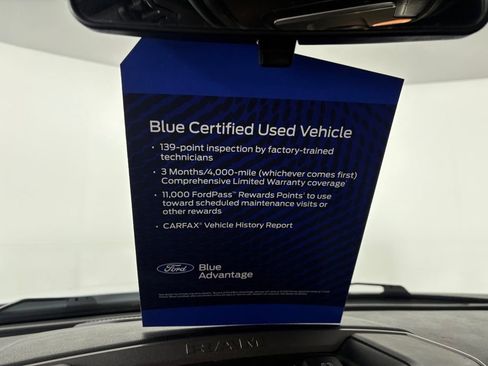 Blue Certified Used Vehicle
• 139-point inspection by factory-trained
technicians
• 3 Months/4,000-mile (whichever comes first)
Comprehensive Limited Warranty coverage
• 11,000 FordPass™ Rewards Points to use
toward scheduled maintenance visits or
other rewards
• CARFAX® Vehicle History Report
Ford
Blue
Advantage
RAM